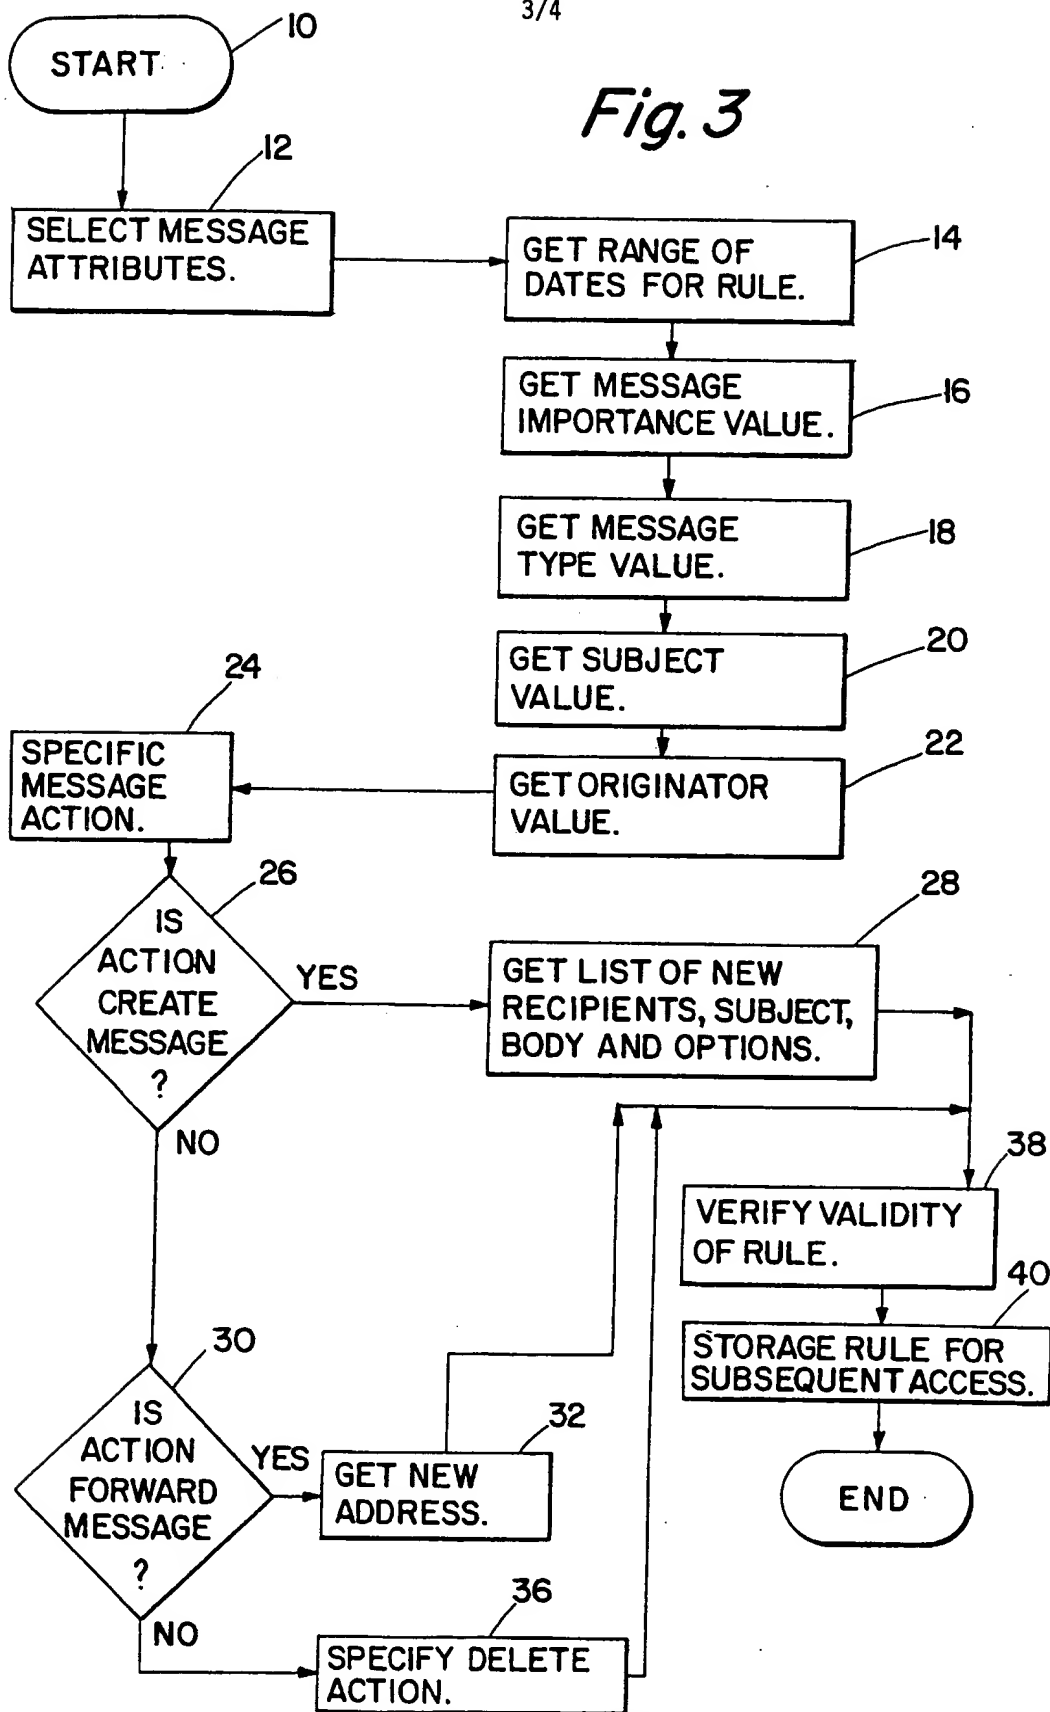 3/4
Fig. 3
START
10
12
SELECT MESSAGE
ATTRIBUTES.
GET RANGE OF
DATES FOR RULE.
14
GET MESSAGE
IMPORTANCE VALUE.
16
GET MESSAGE
TYPE VALUE.
18
GET SUBJECT
VALUE.
20
GET ORIGINATOR
VALUE.
22
24
SPECIFIC
MESSAGE
ACTION.
26
IS
ACTION
CREATE
MESSAGE
?
YES
NO
28
GET LIST OF NEW
RECIPIENTS, SUBJECT,
BODY AND OPTIONS.
30
IS
ACTION
FORWARD
MESSAGE
?
YES
NO
32
GET NEW
ADDRESS.
36
SPECIFY DELETE
ACTION.
38
VERIFY VALIDITY
OF RULE.
40
STORAGE RULE FOR
SUBSEQUENT ACCESS.
END